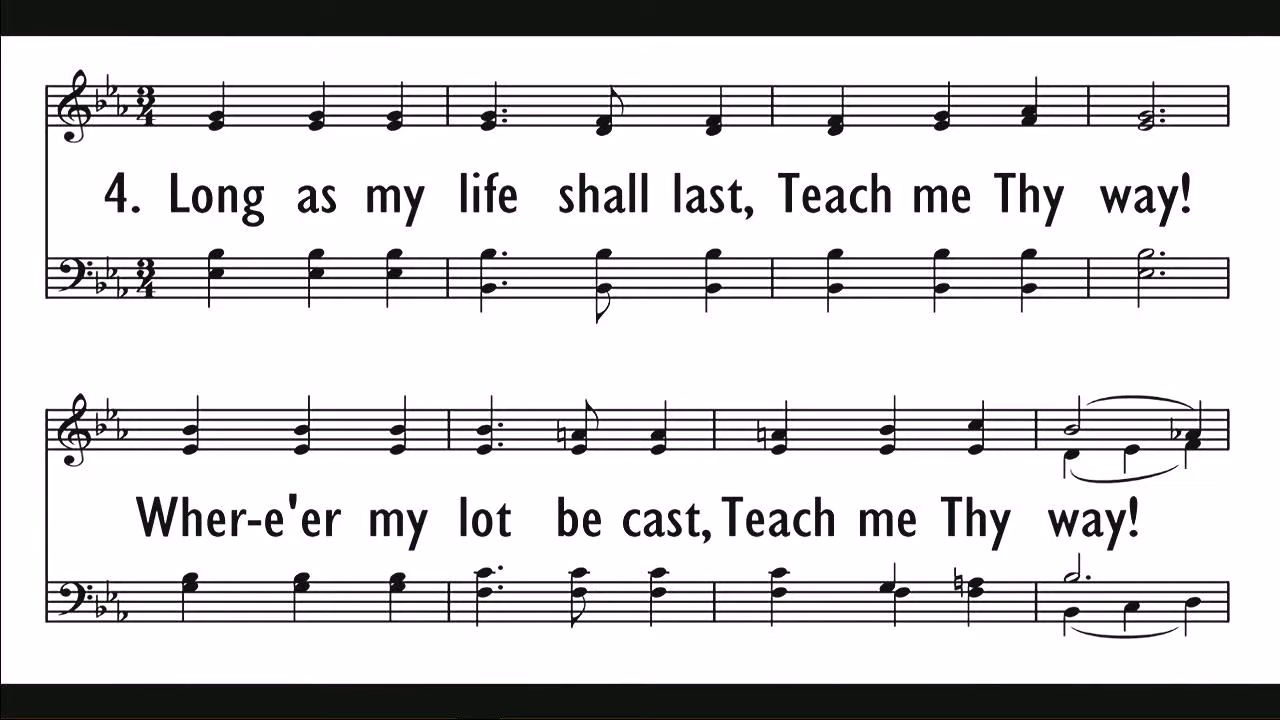 4. Long as my life shall last, Teach me Thy way!
Wher-e'er my lot be cast, Teach me Thy way!